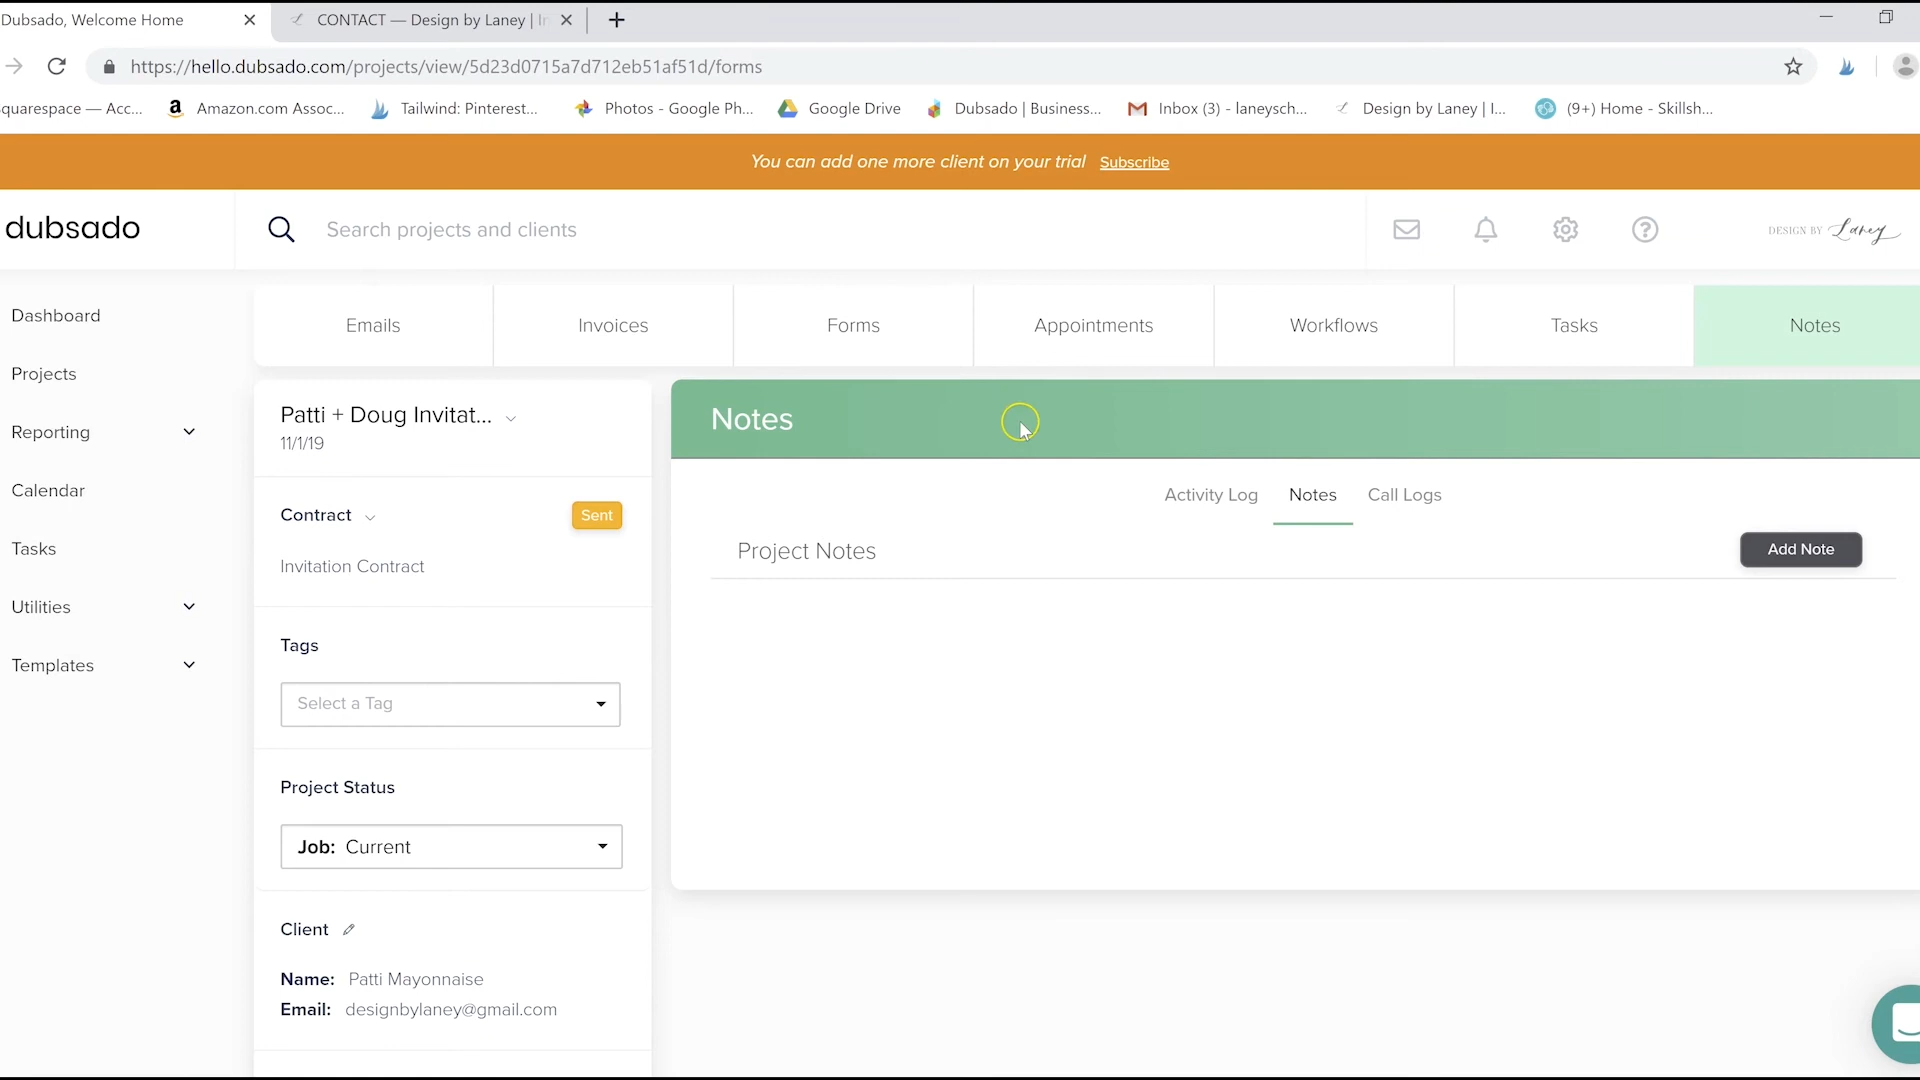 Dubsado, Welcome Home
CONTACT — Design by Laney | In
https://hello.dubsado.com/projects/view/5d23d0715a7d712eb51af51d/forms
quarespace — Acc...
Amazon.com Assoc...
Tailwind: Pinterest...
Photos - Google Ph...
Google Drive
Dubsado | Business...
Inbox (3) - laneysch...
Design by Laney | I...
(9+) Home - Skillsh...
You can add one more client on your trial Subscribe
dubsado
Search projects and clients
DESIGN BY Laney
Dashboard
Projects
Reporting
Calendar
Tasks
Utilities
Templates
Emails
Invoices
Forms
Appointments
Workflows
Tasks
Notes
Patti + Doug Invitat...
11/1/19
Contract
Sent
Invitation Contract
Tags
Select a Tag
Project Status
Job: Current
Client
Name: Patti Mayonnaise
Email: designbylaney@gmail.com
Notes
Activity Log
Notes
Call Logs
Project Notes
Add Note